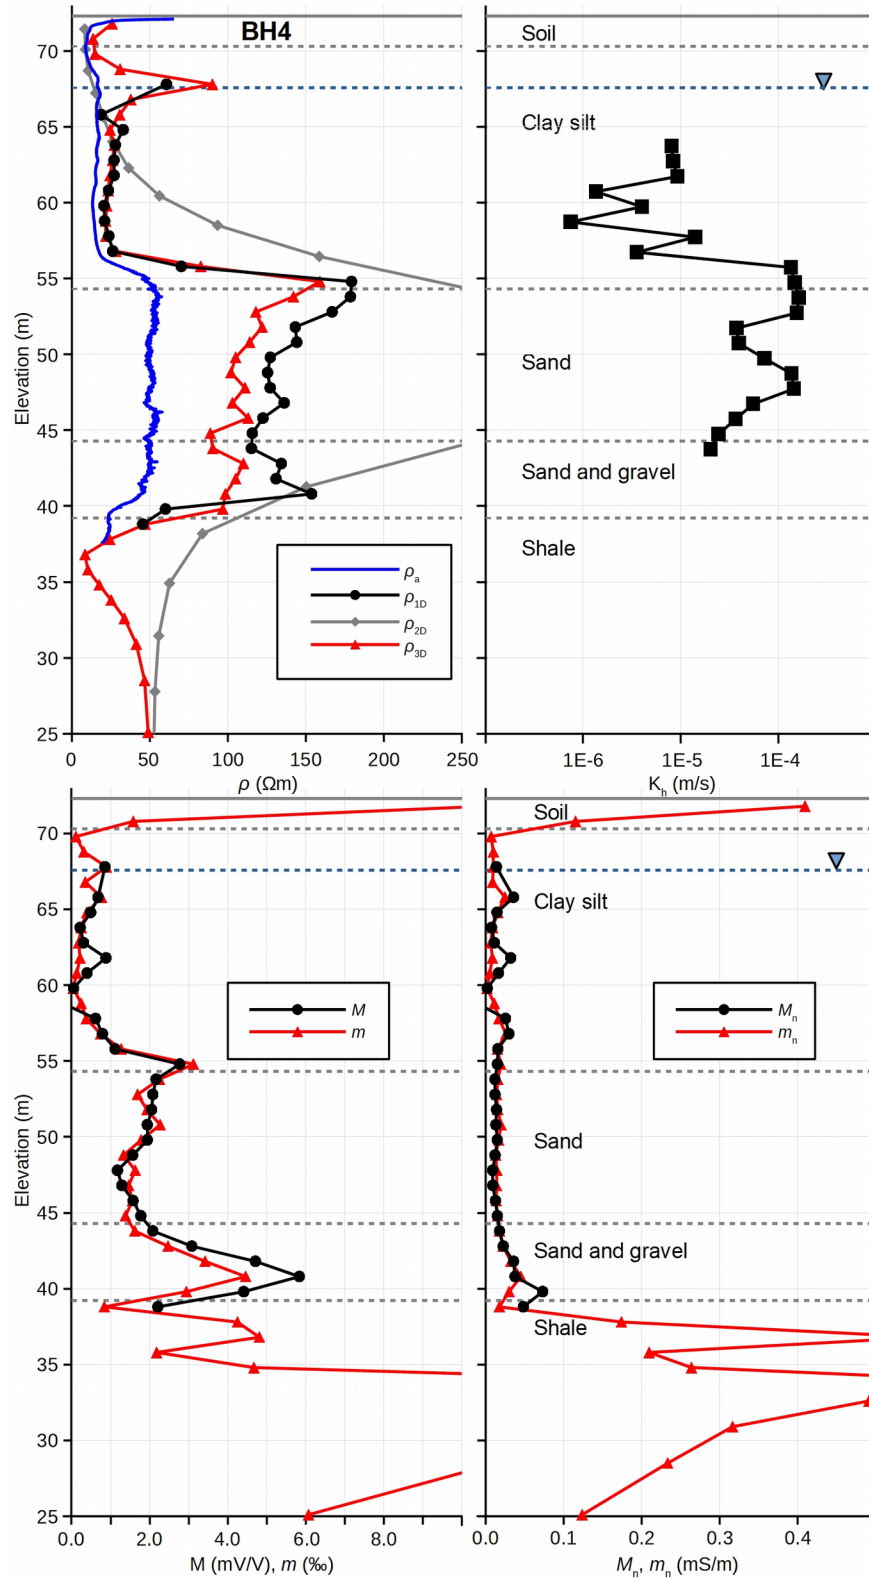 BH4
Soil
Clay silt
Sand
Sand and gravel
Shale
70
65
60
55
50
45
40
35
30
25
Elevation (m)
ρa
ρ1D
ρ2D
ρ3D
0 50 100 150 200 250
ρ (Ωm)
1E-6 1E-5 1E-4
Kh (m/s)
Soil
Clay silt
Sand
Sand and gravel
Shale
70
65
60
55
50
45
40
35
30
25
Elevation (m)
M
m
Mn
mn
0.0 2.0 4.0 6.0 8.0
M (mV/V), m (‰)
0.0 0.1 0.2 0.3 0.4
Mn, mn (mS/m)